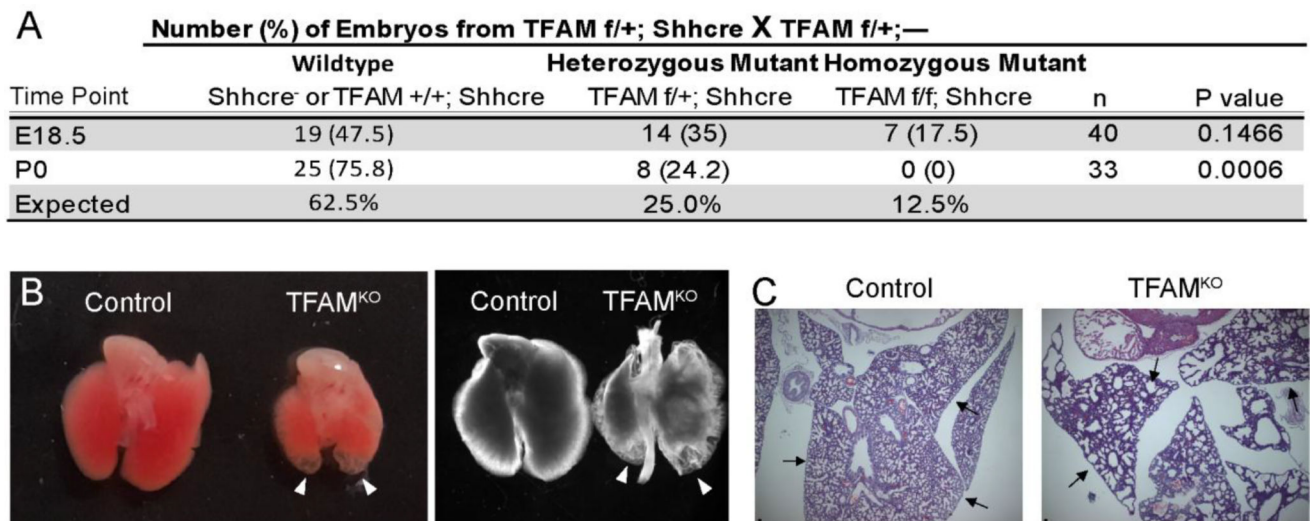 A
Number (%) of Embryos from TFAM f/+; Shhcre X TFAM f/+;—
Wildtype Heterozygous Mutant Homozygous Mutant
Time Point Shhcre⁻ or TFAM +/+; Shhcre TFAM f/+; Shhcre TFAM f/f; Shhcre n P value
E18.5 19 (47.5) 14 (35) 7 (17.5) 40 0.1466
P0 25 (75.8) 8 (24.2) 0 (0) 33 0.0006
Expected 62.5% 25.0% 12.5%
B Control TFAMᴷᴼ Control TFAMᴷᴼ
C Control TFAMᴷᴼ